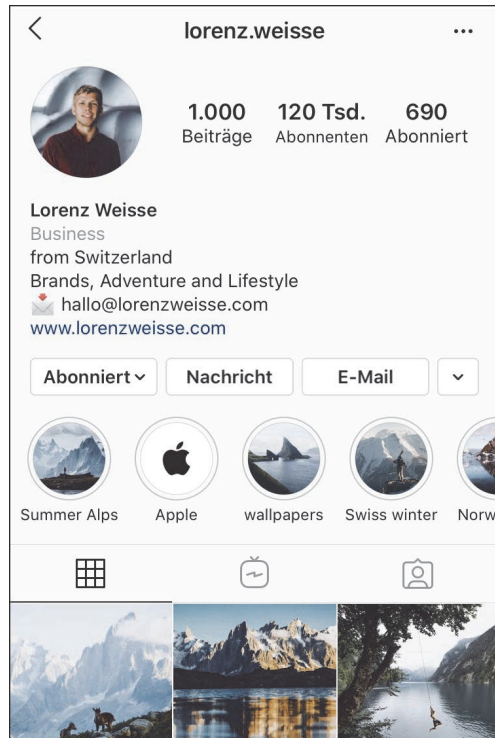 lorenz.weisse
1.000 120 Tsd. 690
Beiträge Abonnenten Abonniert
Lorenz Weisse
Business
from Switzerland
Brands, Adventure and Lifestyle
📩 hallo@lorenzweisse.com
www.lorenzweisse.com
Abonniert Nachricht E-Mail
Summer Alps Apple wallpapers Swiss winter Norw